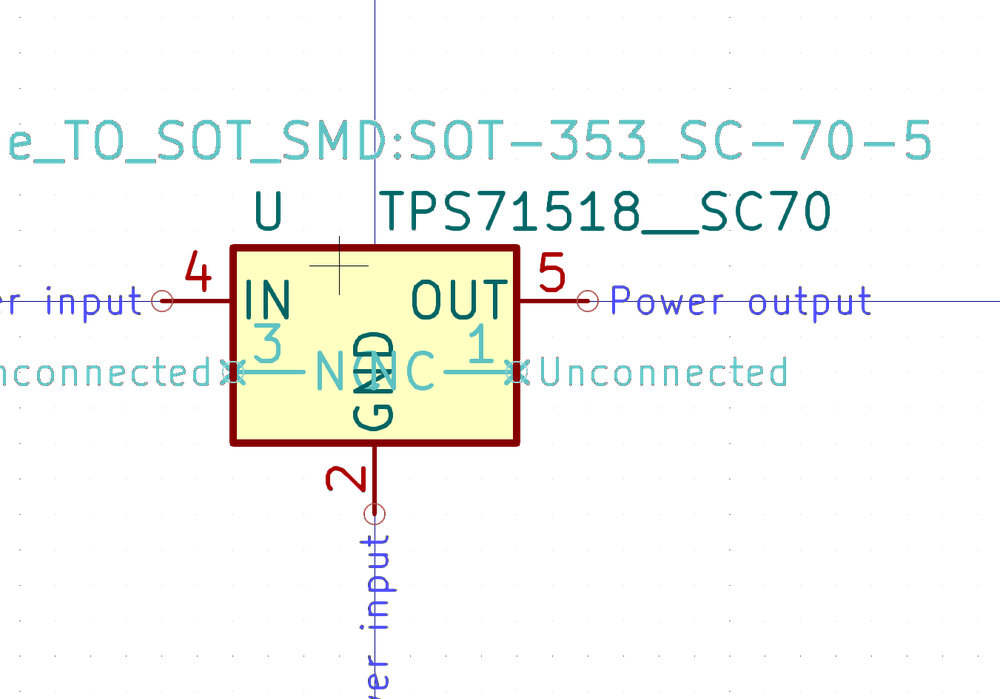 e_TO_SOT_SMD:SOT-353_SC-70-5
U TPS71518__SC70
4 5
er input IN OUT Power output
3 1
nconnected NC NC Unconnected
GND
2
er input